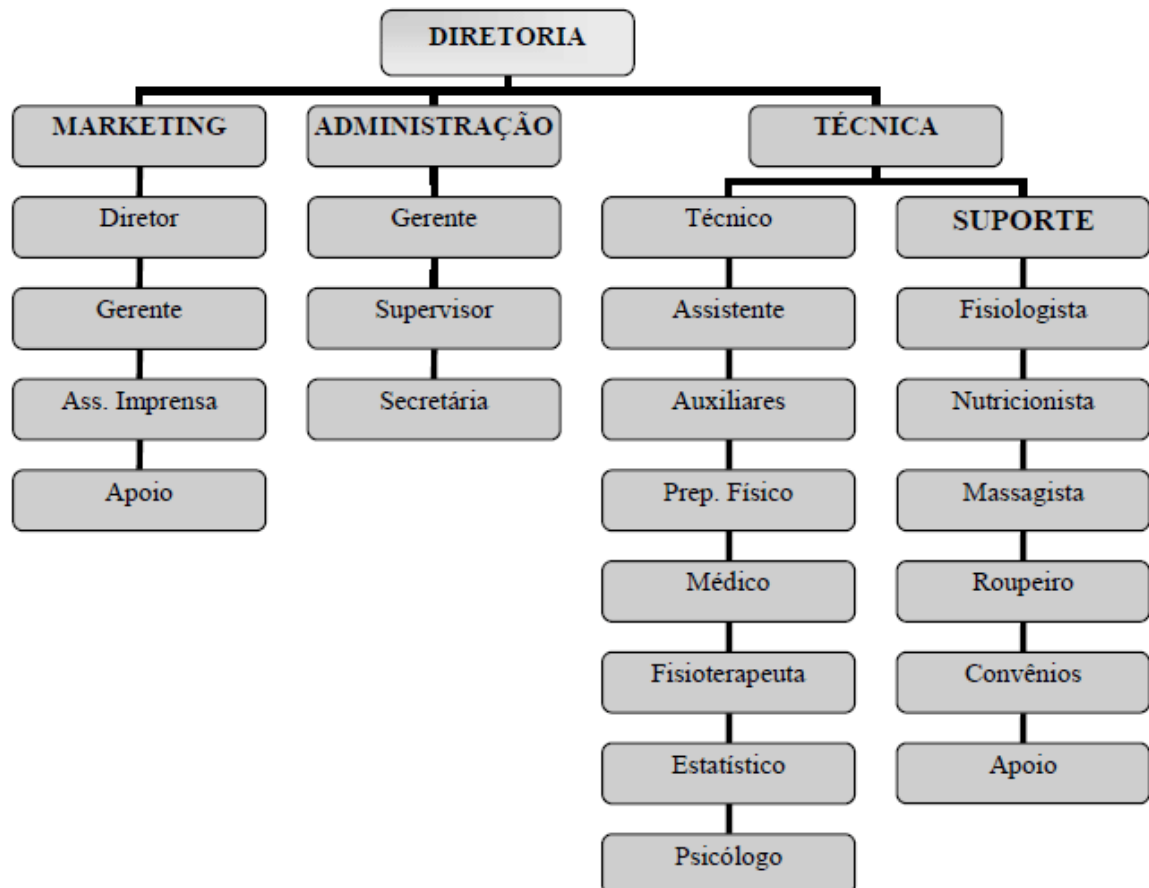 DIRETORIA
MARKETING
ADMINISTRAÇÃO
TÉCNICA
Diretor
Gerente
Técnico
SUPORTE
Gerente
Supervisor
Assistente
Fisiologista
Ass. Imprensa
Secretária
Auxiliares
Nutricionista
Apoio
Prep. Físico
Massagista
Médico
Roupeiro
Fisioterapeuta
Convênios
Estatístico
Apoio
Psicólogo